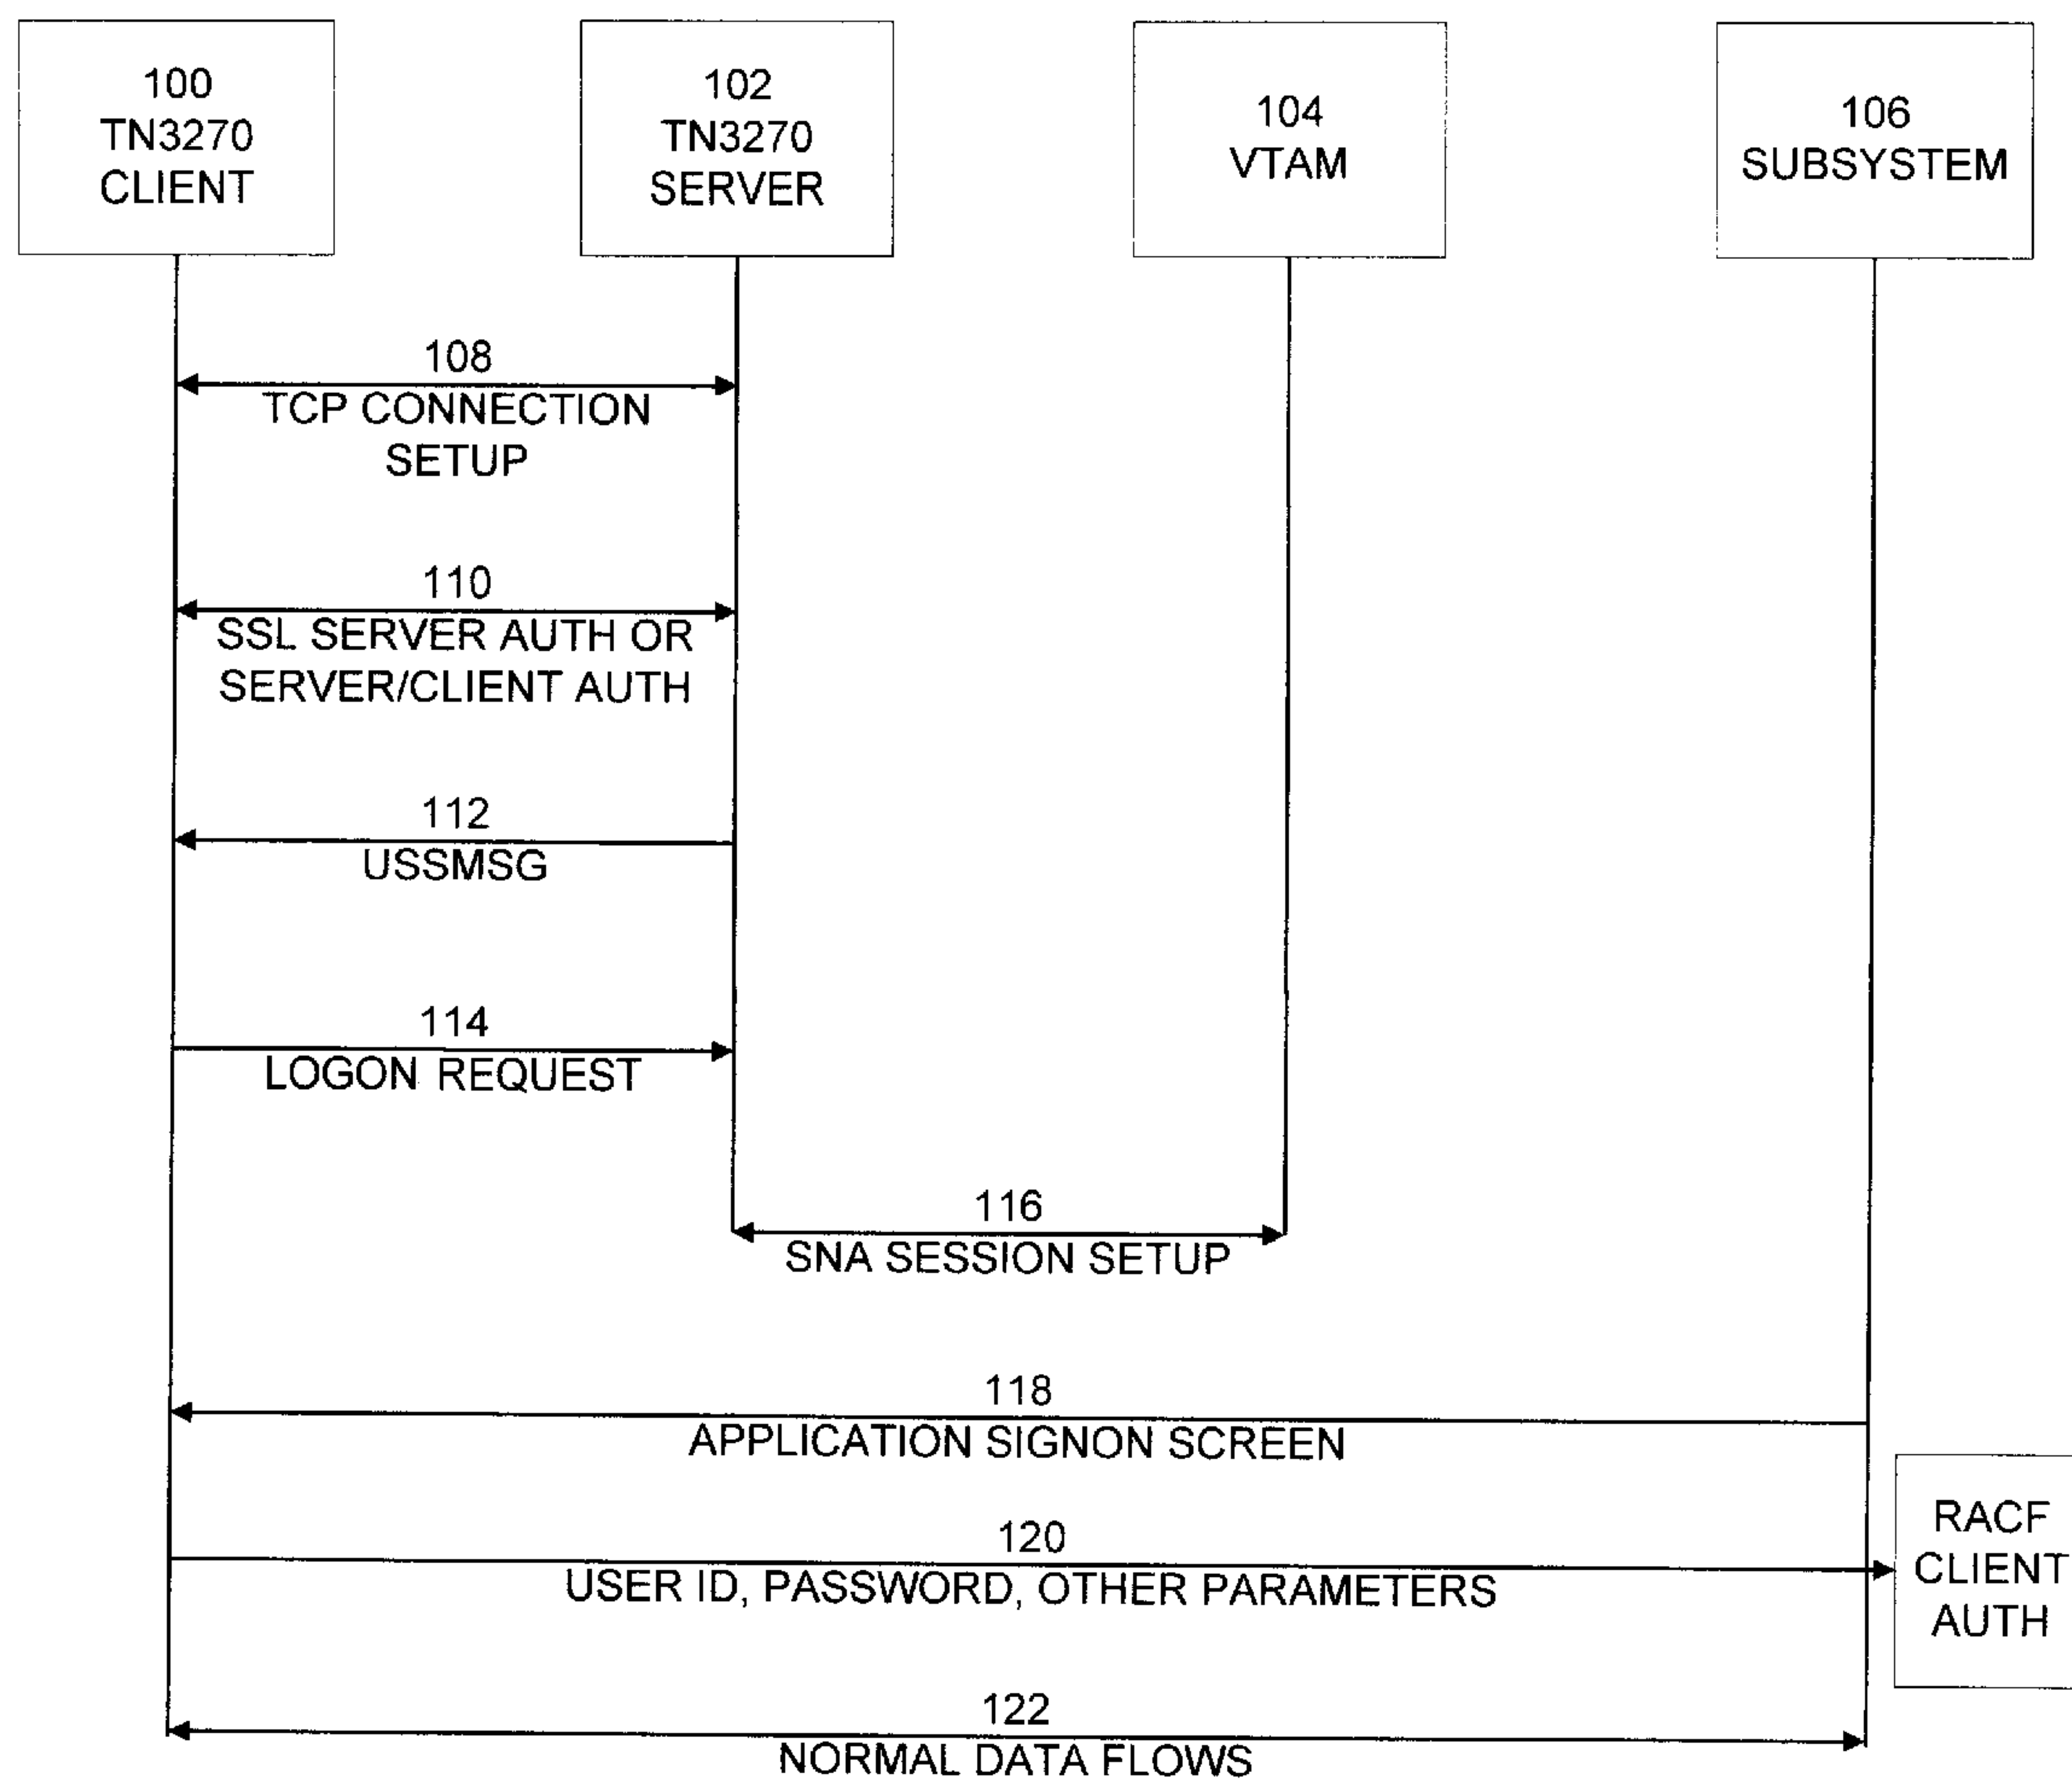 100
TN3270
CLIENT
102
TN3270
SERVER
104
VTAM
106
SUBSYSTEM
108
TCP CONNECTION
SETUP
110
SSL SERVER AUTH OR
SERVER/CLIENT AUTH
112
USSMSG
114
LOGON REQUEST
116
SNA SESSION SETUP
118
APPLICATION SIGNON SCREEN
120
USER ID, PASSWORD, OTHER PARAMETERS
RACF
CLIENT
AUTH
122
NORMAL DATA FLOWS